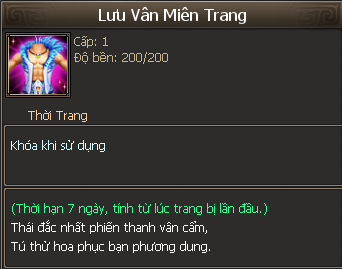 Lưu Vân Miên Trang
Cấp: 1
Độ bền: 200/200
Thời Trang
Khóa khi sử dụng
(Thời hạn 7 ngày, tính từ lúc trang bị lần đầu.)
Thái đắc nhất phiến thanh vân cẩm,
Tú thử hoa phục bạn phương dung.